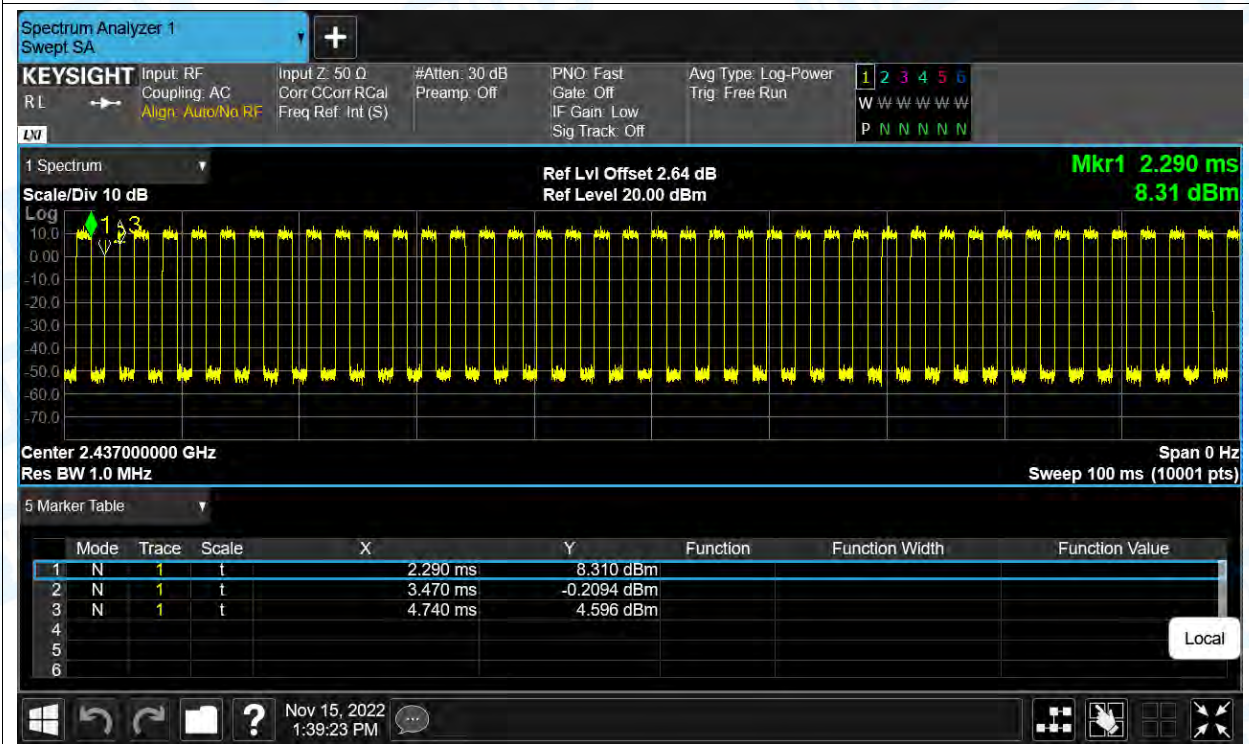 Spectrum Analyzer 1
Swept SA
+
KEYSIGHT Input: RF Input Z: 50 Ω #Atten: 30 dB PNO: Fast Avg Type: Log-Power 1 2 3 4 5 6
RL Coupling: AC Corr CCorr RCal Preamp: Off Gate: Off Trig: Free Run W W W W W W
Align: Auto/No RF Freq Ref: Int (S) IF Gain: Low
LXI Sig Track: Off P N N N N N
1 Spectrum
Ref Lvl Offset 2.64 dB Mkr1 2.290 ms
Scale/Div 10 dB Ref Level 20.00 dBm 8.31 dBm
Log
1 3
10.0
0.00
-10.0
-20.0
-30.0
-40.0
-50.0
-60.0
-70.0
Center 2.437000000 GHz Span 0 Hz
Res BW 1.0 MHz Sweep 100 ms (10001 pts)
5 Marker Table
Mode Trace Scale X Y Function Function Width Function Value
1 N 1 t 2.290 ms 8.310 dBm
2 N 1 t 3.470 ms -0.2094 dBm
3 N 1 t 4.740 ms 4.596 dBm
4
5
6
Local
? Nov 15, 2022
1:39:23 PM